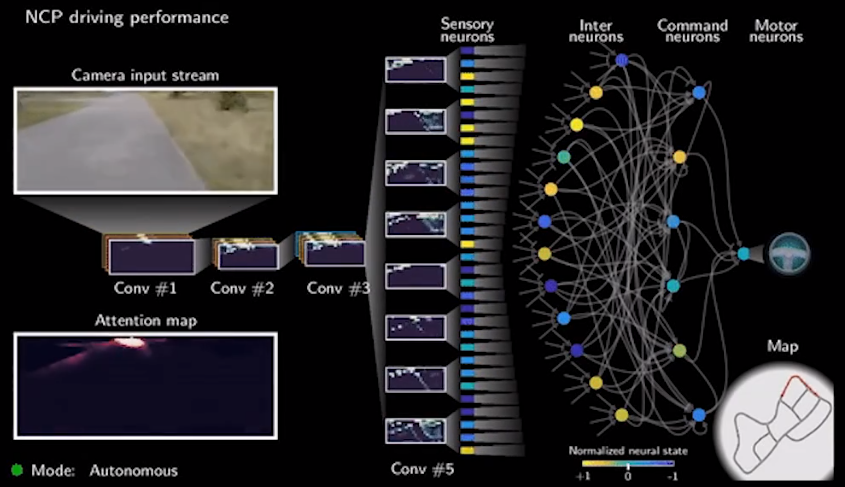 NCP driving performance
Camera input stream
Conv #1
Conv #2
Conv #3
Attention map
Mode: Autonomous
Sensory
neurons
Conv #5
Inter
neurons
Command
neurons
Motor
neurons
Map
Normalized neural state
+1 0 -1